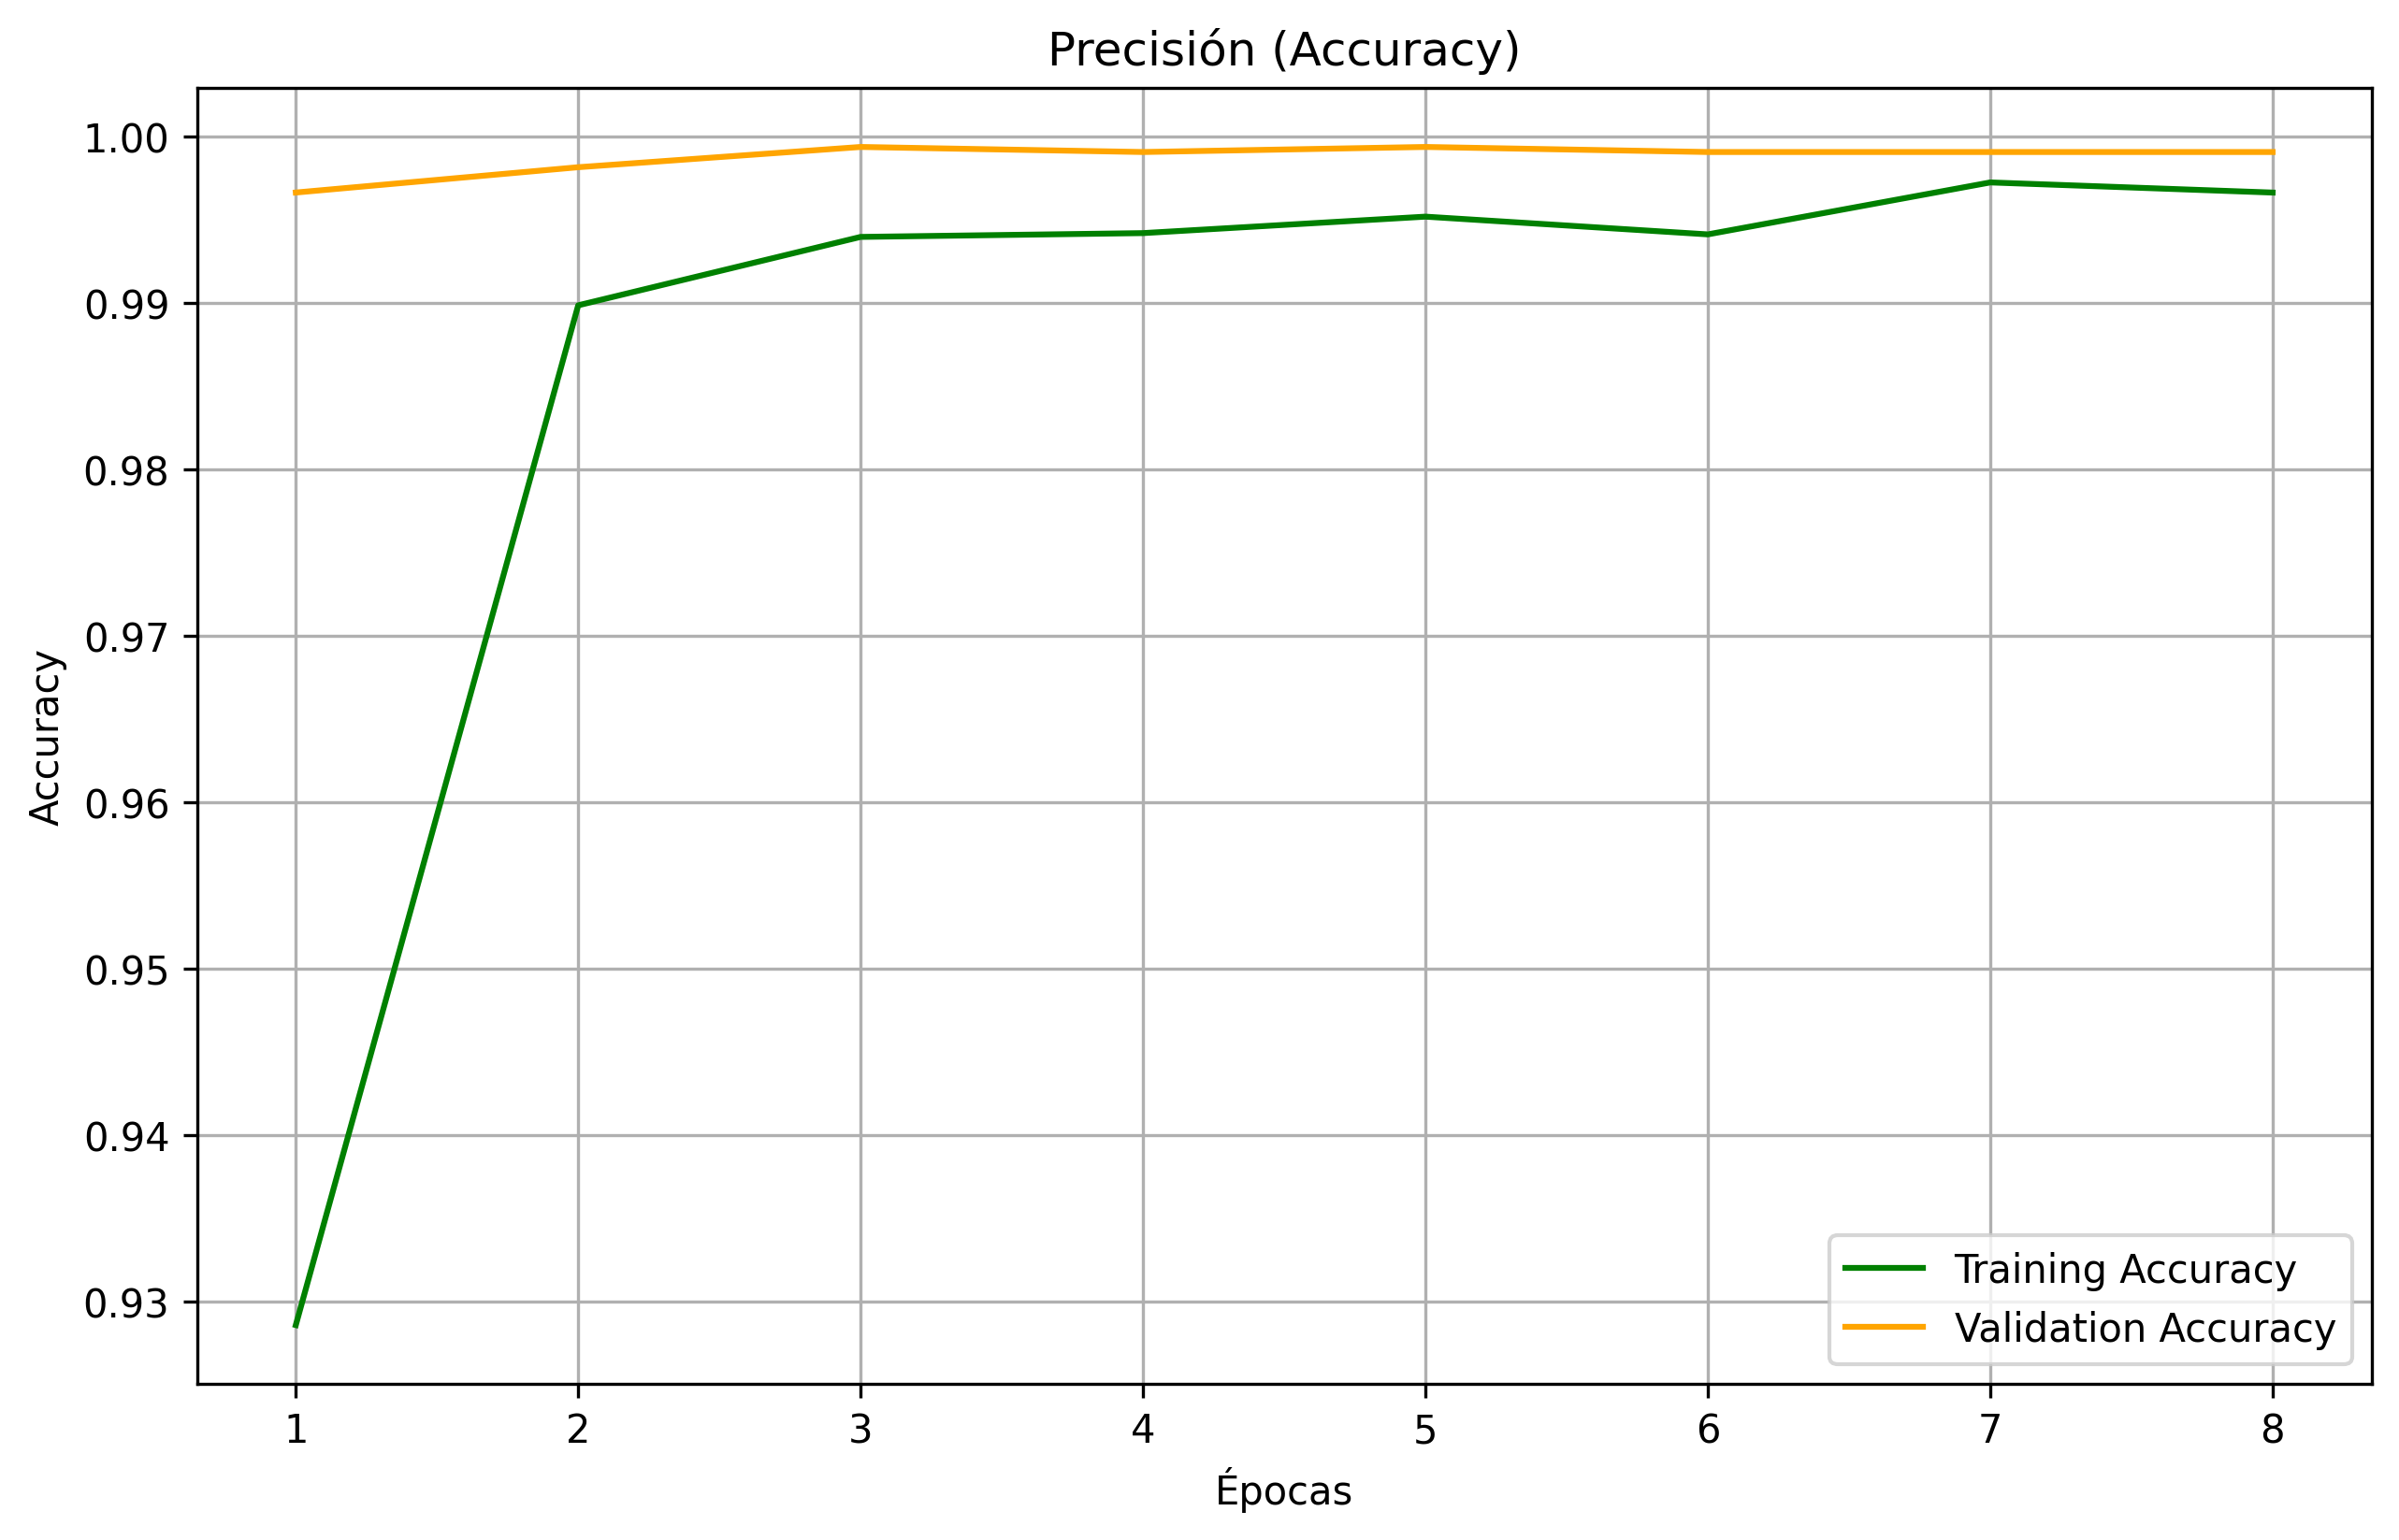 Precisión (Accuracy)
1.00
0.99
0.98
0.97
0.96
0.95
0.94
0.93
Accuracy
1 2 3 4 5 6 7 8
Épocas
Training Accuracy
Validation Accuracy